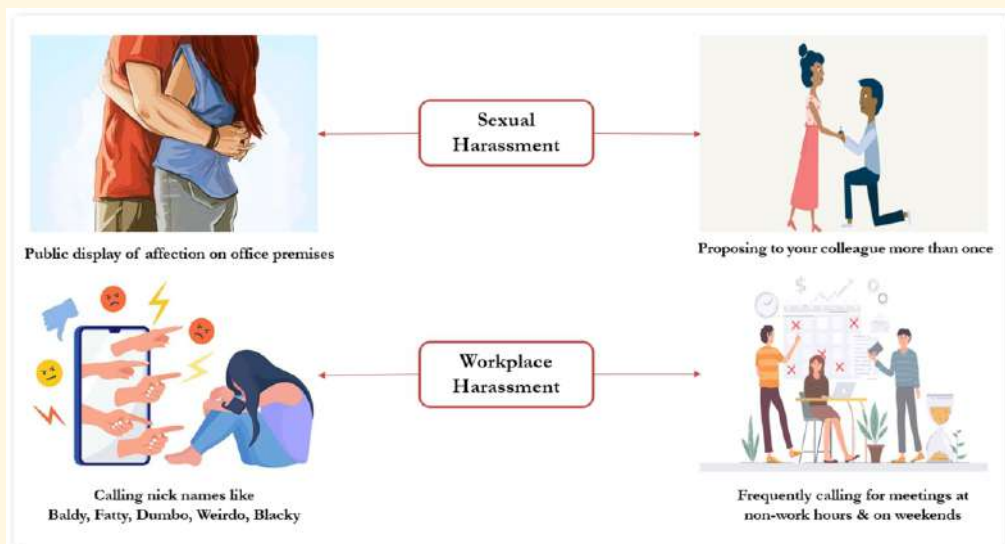 Sexual
Harassment
Public display of affection on office premises
Proposing to your colleague more than once
Workplace
Harassment
Calling nick names like
Baldy, Fatty, Dumbo, Weirdo, Blacky
Frequently calling for meetings at
non-work hours & on weekends